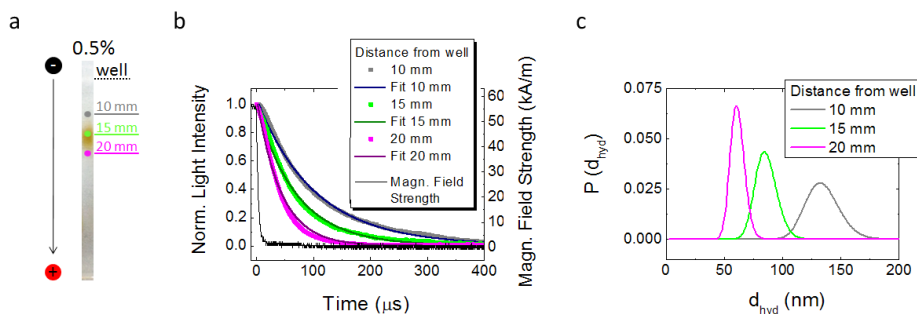 a
0.5%
well
-
10 mm
15 mm
20 mm
+
b
Norm. Light Intensity
1.0
0.8
0.6
0.4
0.2
0.0
0
100
200
300
400
Time (μs)
60
50
40
30
20
10
0
Magn. Field Strength (kA/m)
Distance from well
10 mm
Fit 10 mm
15 mm
Fit 15 mm
20 mm
Fit 20 mm
Magn. Field
Strength
c
P (d_hyd)
0.075
0.050
0.025
0.000
0
50
100
150
200
d_hyd (nm)
Distance from well
10 mm
15 mm
20 mm